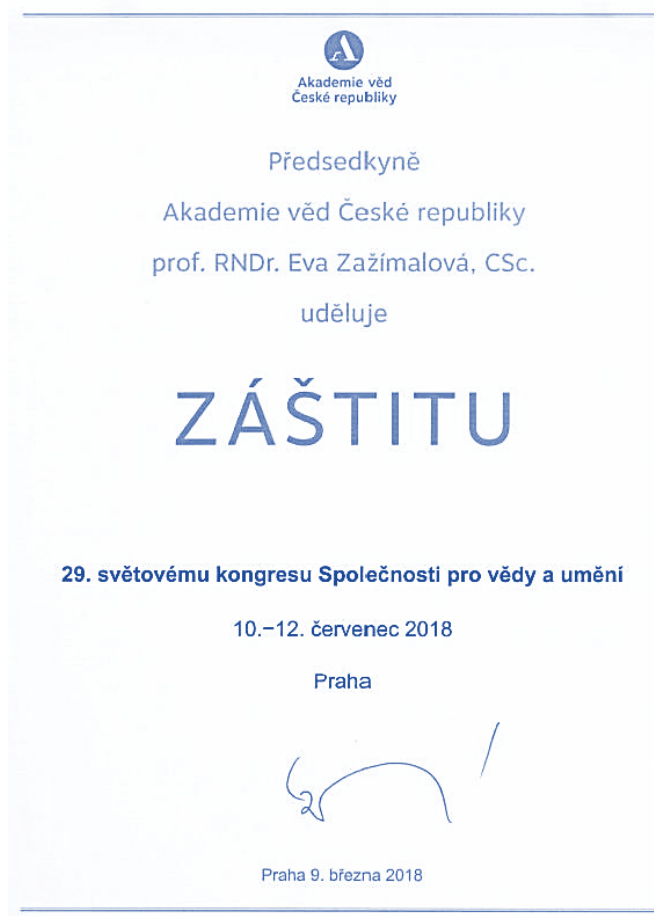 Akademie věd
České republiky
Předsedkyně
Akademie věd České republiky
prof. RNDr. Eva Zažímalová, CSc.
uděluje
ZÁŠTITU
29. světovému kongresu Společnosti pro vědy a umění
10.–12. červenec 2018
Praha
Praha 9. března 2018